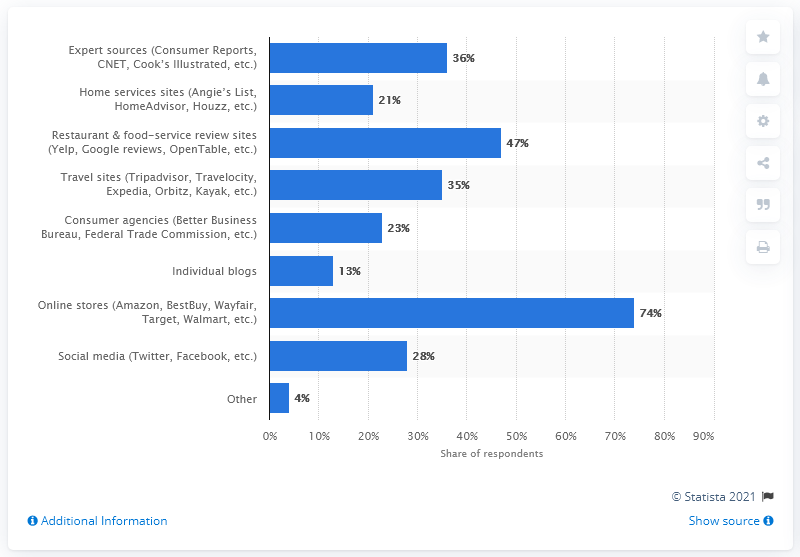 Expert sources (Consumer Reports,
CNET, Cook's Illustrated, etc.)
36%
Home services sites (Angie's List,
HomeAdvisor, Houzz, etc.)
21%
Restaurant & food-service review sites
(Yelp, Google reviews, OpenTable, etc.)
47%
Travel sites (Tripadvisor, Travelocity,
Expedia, Orbitz, Kayak, etc.)
35%
Consumer agencies (Better Business
Bureau, Federal Trade Commission, etc.)
23%
Individual blogs
13%
Online stores (Amazon, BestBuy, Wayfair,
Target, Walmart, etc.)
74%
Social media (Twitter, Facebook, etc.)
28%
Other
4%
0% 10% 20% 30% 40% 50% 60% 70% 80% 90%
Share of respondents
© Statista 2021
Additional Information
Show source